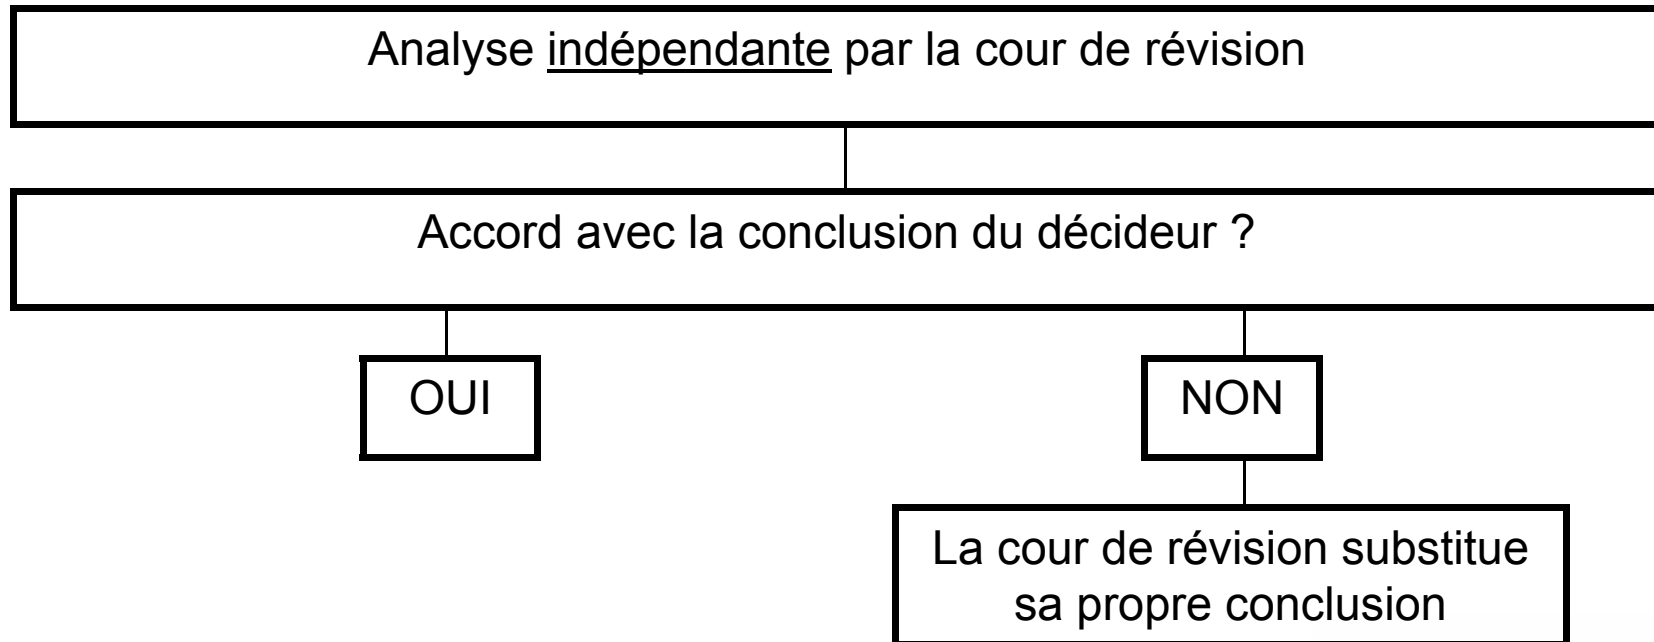 Analyse indépendante par la cour de révision
Accord avec la conclusion du décideur ?
OUI
NON
La cour de révision substitue
sa propre conclusion